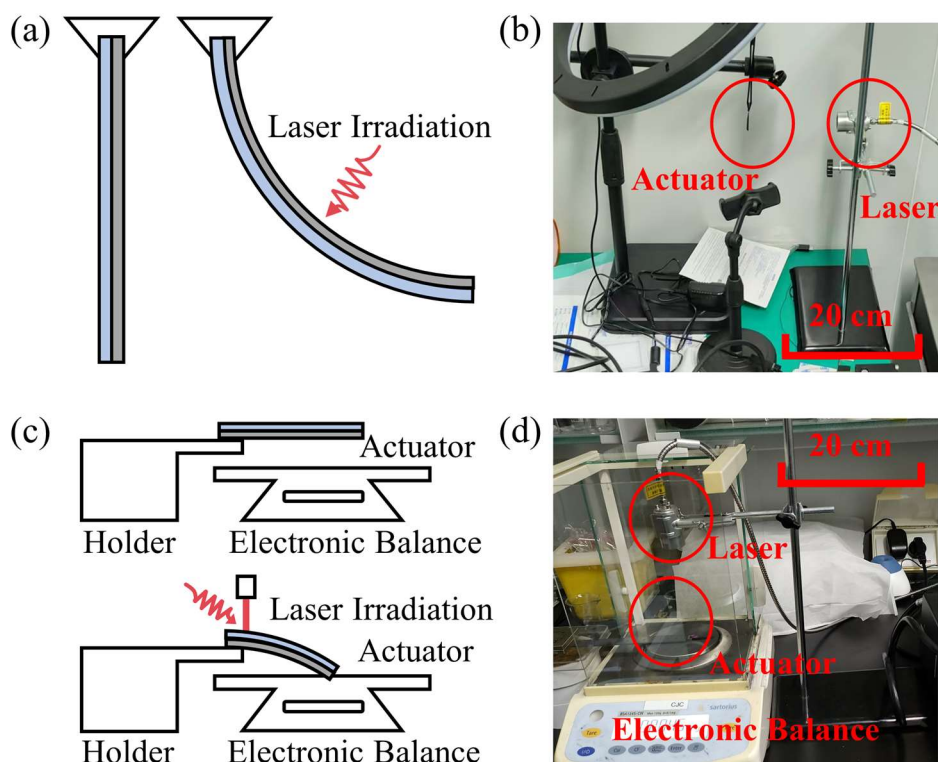 (a)
Laser Irradiation
(b)
Actuator
Laser
20 cm
(c)
Actuator
Holder
Electronic Balance
Laser Irradiation
Actuator
Holder
Electronic Balance
(d)
20 cm
Laser
Actuator
CJC
sartorius
Electronic Balance